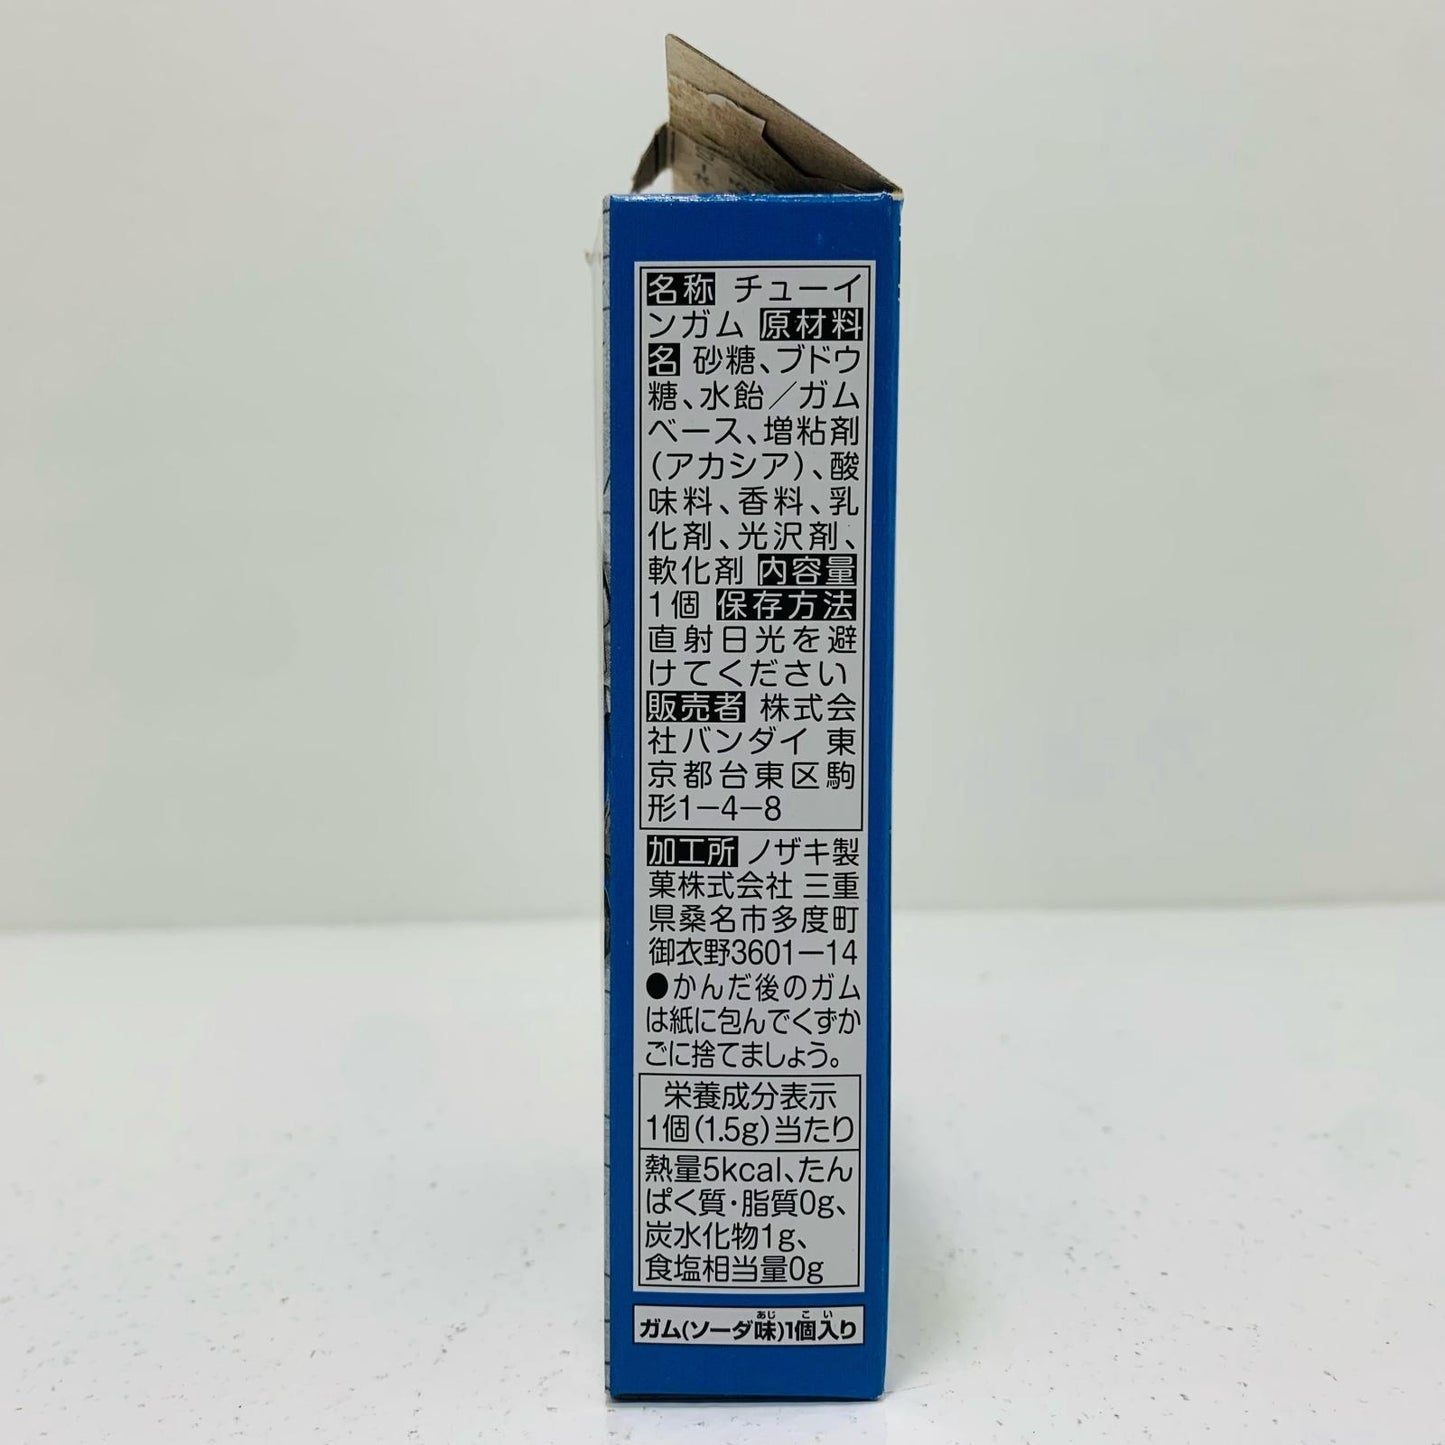 名称 チューイ
ンガム 原材料
名 砂糖、ブドウ
糖、水飴／ガム
ベース、増粘剤
(アカシア)、酸
味料、香料、乳
化剤、光沢剤、
軟化剤 内容量
1個 保存方法
直射日光を避
けてください
販売者 株式会
社バンダイ 東
京都台東区駒
形1−4−8
加工所 ノザキ製
菓株式会社 三重
県桑名市多度町
御衣野3601−14
●かんだ後のガム
は紙に包んでくずか
ごに捨てましょう。
栄養成分表示
1個(1.5g)当たり
熱量5kcal、たん
ぱく質・脂質0g、
炭水化物1g、
食塩相当量0g
あじ こ い
ガム(ソーダ味)1個入り